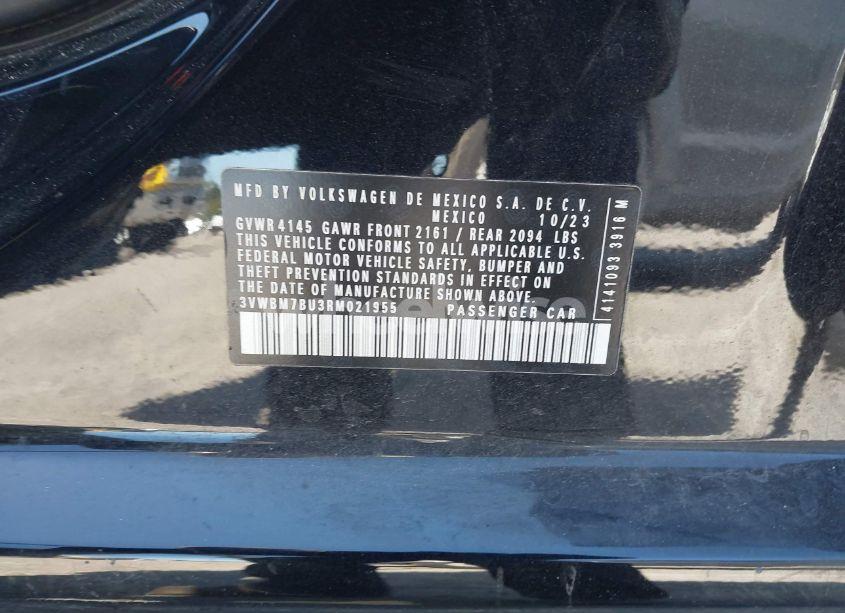 MFD BY VOLKSWAGEN DE MEXICO S.A. DE C.V.
MEXICO 10/23
GVWR 4145 GAWR FRONT 2161 / REAR 2094 LBS
THIS VEHICLE CONFORMS TO ALL APPLICABLE U.S.
FEDERAL MOTOR VEHICLE SAFETY, BUMPER AND
THEFT PREVENTION STANDARDS IN EFFECT ON
THE DATE OF MANUFACTURE SHOWN ABOVE.
3VWBM7BU3RM021955 PASSENGER CAR
4141093 3916 M